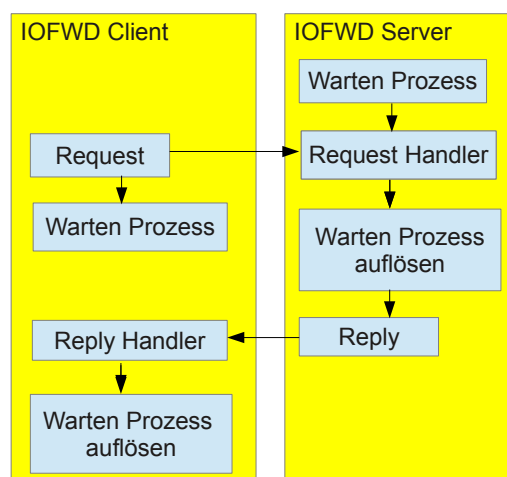 IOFWD Client
Request
Warten Prozess
Reply Handler
Warten Prozess
auflösen
IOFWD Server
Warten Prozess
Request Handler
Warten Prozess
auflösen
Reply